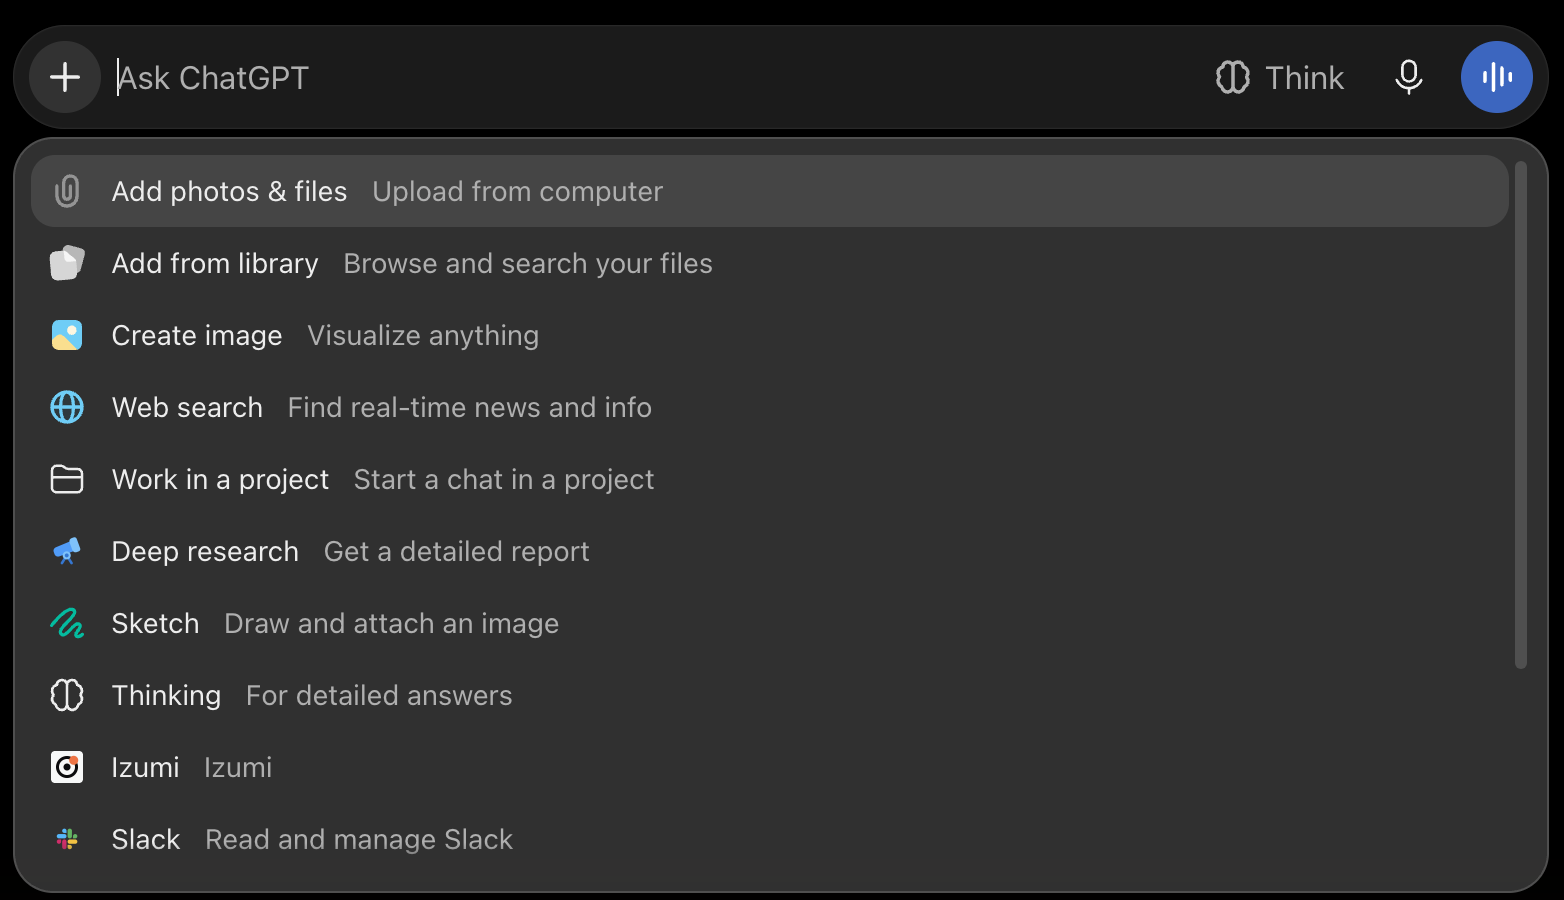 Ask ChatGPT Think
Add photos & files Upload from computer
Add from library Browse and search your files
Create image Visualize anything
Web search Find real-time news and info
Work in a project Start a chat in a project
Deep research Get a detailed report
Sketch Draw and attach an image
Thinking For detailed answers
Izumi Izumi
Slack Read and manage Slack